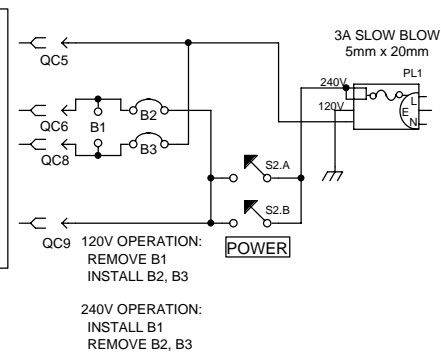 3A SLOW BLOW
5mm x 20mm
PL1
240V
120V
L
E
N
QC5
QC6
B1
B2
QC8
B3
S2.A
S2.B
QC9
POWER
120V OPERATION:
REMOVE B1
INSTALL B2, B3
240V OPERATION:
INSTALL B1
REMOVE B2, B3